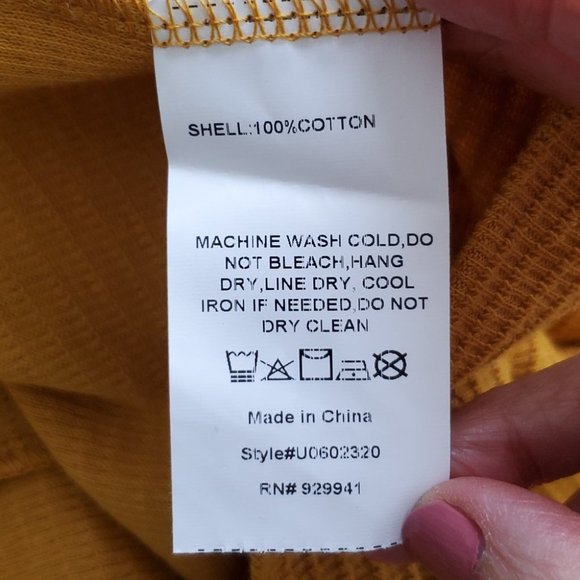 SHELL:100%COTTON
MACHINE WASH COLD,DO
NOT BLEACH,HANG
DRY,LINE DRY, COOL
IRON IF NEEDED,DO NOT
DRY CLEAN
Made in China
Style#U0602320
RN# 929941